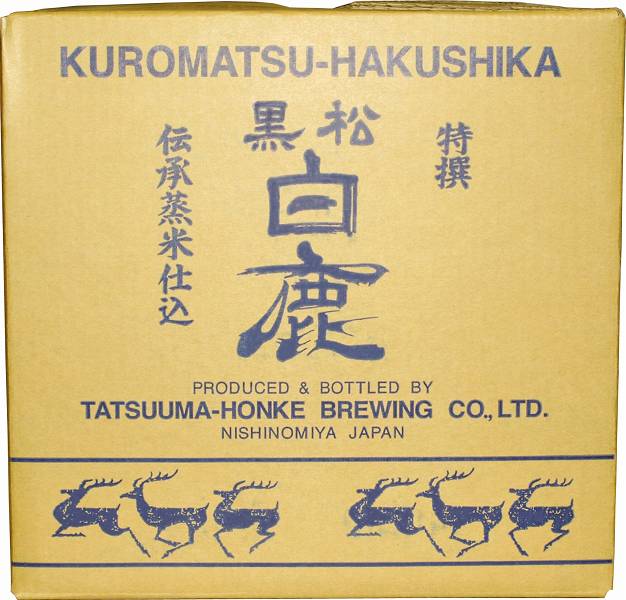 KUROMATSU-HAKUSHIKA
黒松
白鹿
特撰
伝承蒸米仕込
PRODUCED & BOTTLED BY
TATSUUMA-HONKE BREWING CO., LTD.
NISHINOMIYA JAPAN